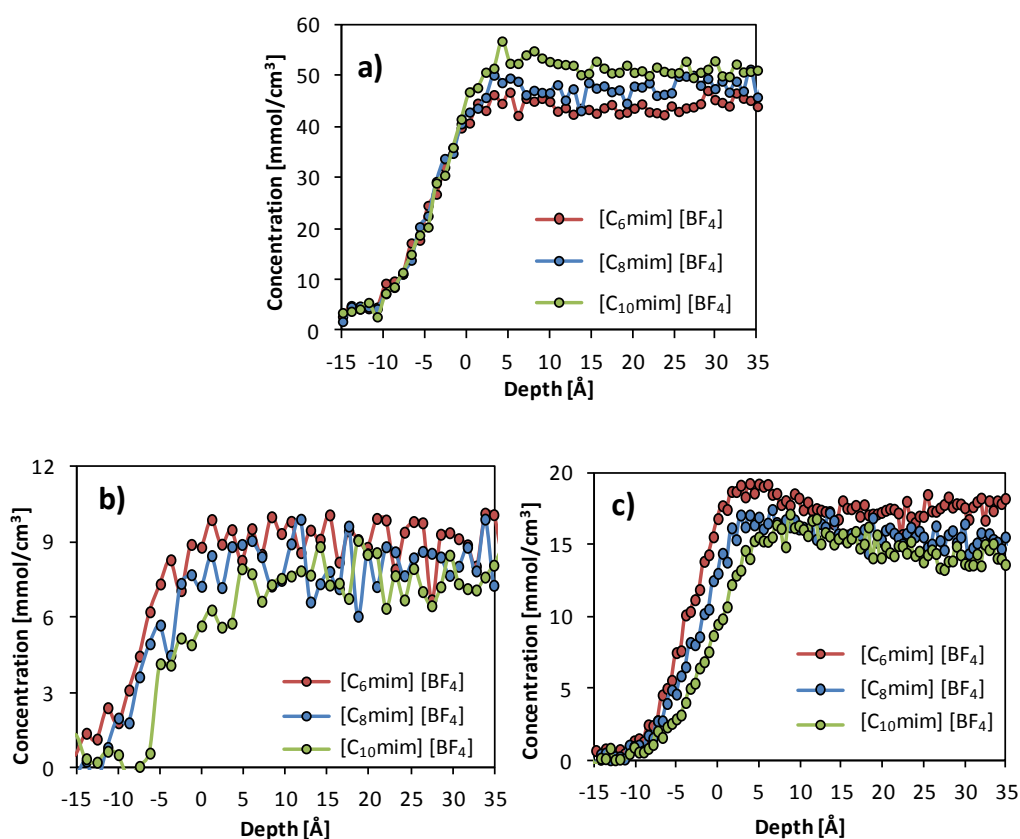 a)
Concentration [mmol/cm³]
60
50
40
30
20
10
0
[C₆mim] [BF₄]
[C₈mim] [BF₄]
[C₁₀mim] [BF₄]
-15 -10 -5 0 5 10 15 20 25 30 35
Depth [Å]
b)
Concentration [mmol/cm³]
12
9
6
3
0
[C₆mim] [BF₄]
[C₈mim] [BF₄]
[C₁₀mim] [BF₄]
-15 -10 -5 0 5 10 15 20 25 30 35
Depth [Å]
c)
Concentration [mmol/cm³]
20
15
10
5
0
[C₆mim] [BF₄]
[C₈mim] [BF₄]
[C₁₀mim] [BF₄]
-15 -10 -5 0 5 10 15 20 25 30 35
Depth [Å]